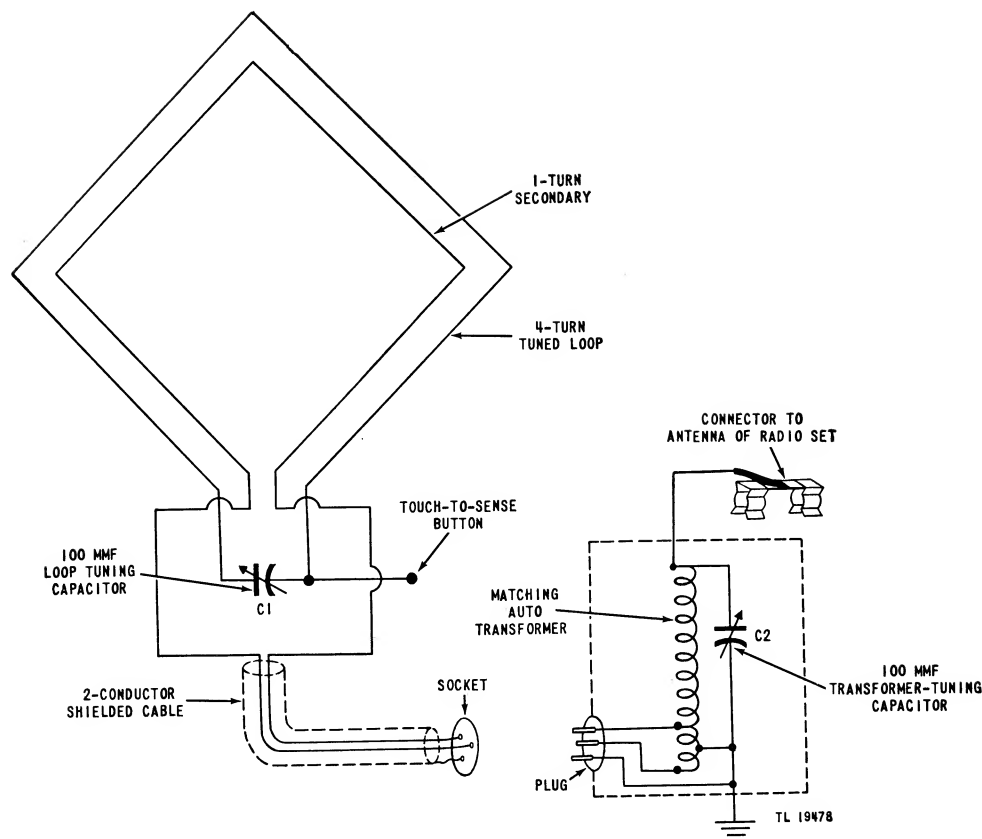 1-TURN
SECONDARY
4-TURN
TUNED LOOP
CONNECTOR TO
ANTENNA OF RADIO SET
TOUCH-TO-SENSE
BUTTON
100 MMF
LOOP TUNING
CAPACITOR
C1
MATCHING
AUTO
TRANSFORMER
C2
100 MMF
TRANSFORMER-TUNING
CAPACITOR
2-CONDUCTOR
SHIELDED CABLE
SOCKET
PLUG
TL 19478